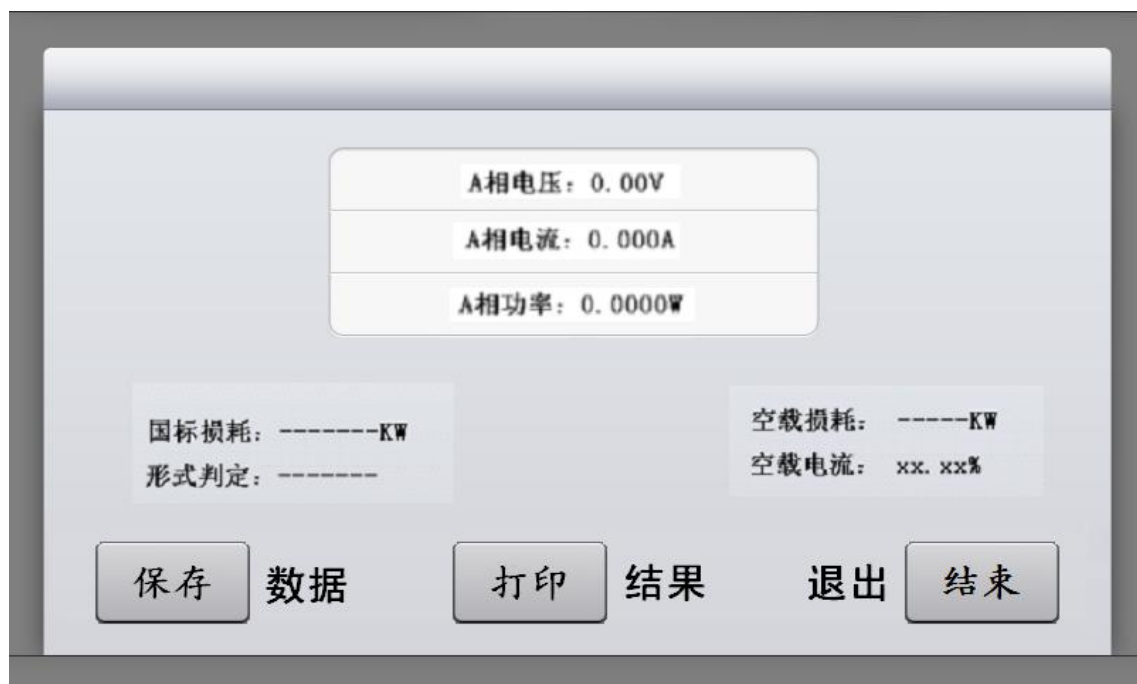 A相电压：0.00V
A相电流：0.000A
A相功率：0.0000W
国标损耗：-------KW
形式判定：-------
空载损耗： -----KW
空载电流： xx.xx%
保存 数据 打印 结果 退出 结束